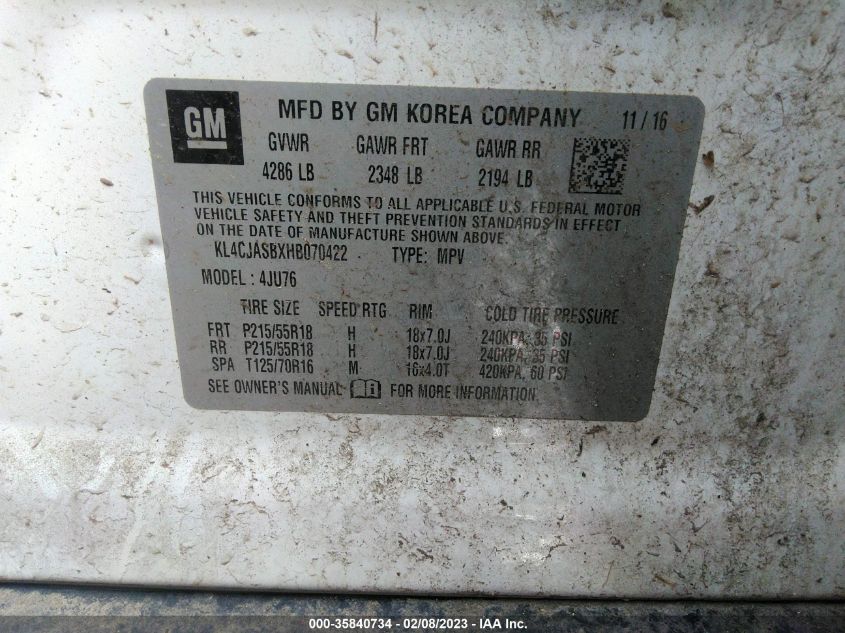 GM MFD BY GM KOREA COMPANY 11/16
GVWR GAWR FRT GAWR RR
4286 LB 2348 LB 2194 LB
THIS VEHICLE CONFORMS TO ALL APPLICABLE U.S. FEDERAL MOTOR
VEHICLE SAFETY AND THEFT PREVENTION STANDARDS IN EFFECT
ON THE DATE OF MANUFACTURE SHOWN ABOVE.
KL4CJASBXHB070422 TYPE: MPV
MODEL: 4JU76
TIRE SIZE SPEED RTG RIM COLD TIRE PRESSURE
FRT P215/55R18 H 18x7.0J 240KPA, 35 PSI
RR P215/55R18 H 18x7.0J 240KPA, 35 PSI
SPA T125/70R16 M 16x4.0T 420KPA, 60 PSI
SEE OWNER'S MANUAL FOR MORE INFORMATION
000-35840734 - 02/08/2023 - IAA Inc.